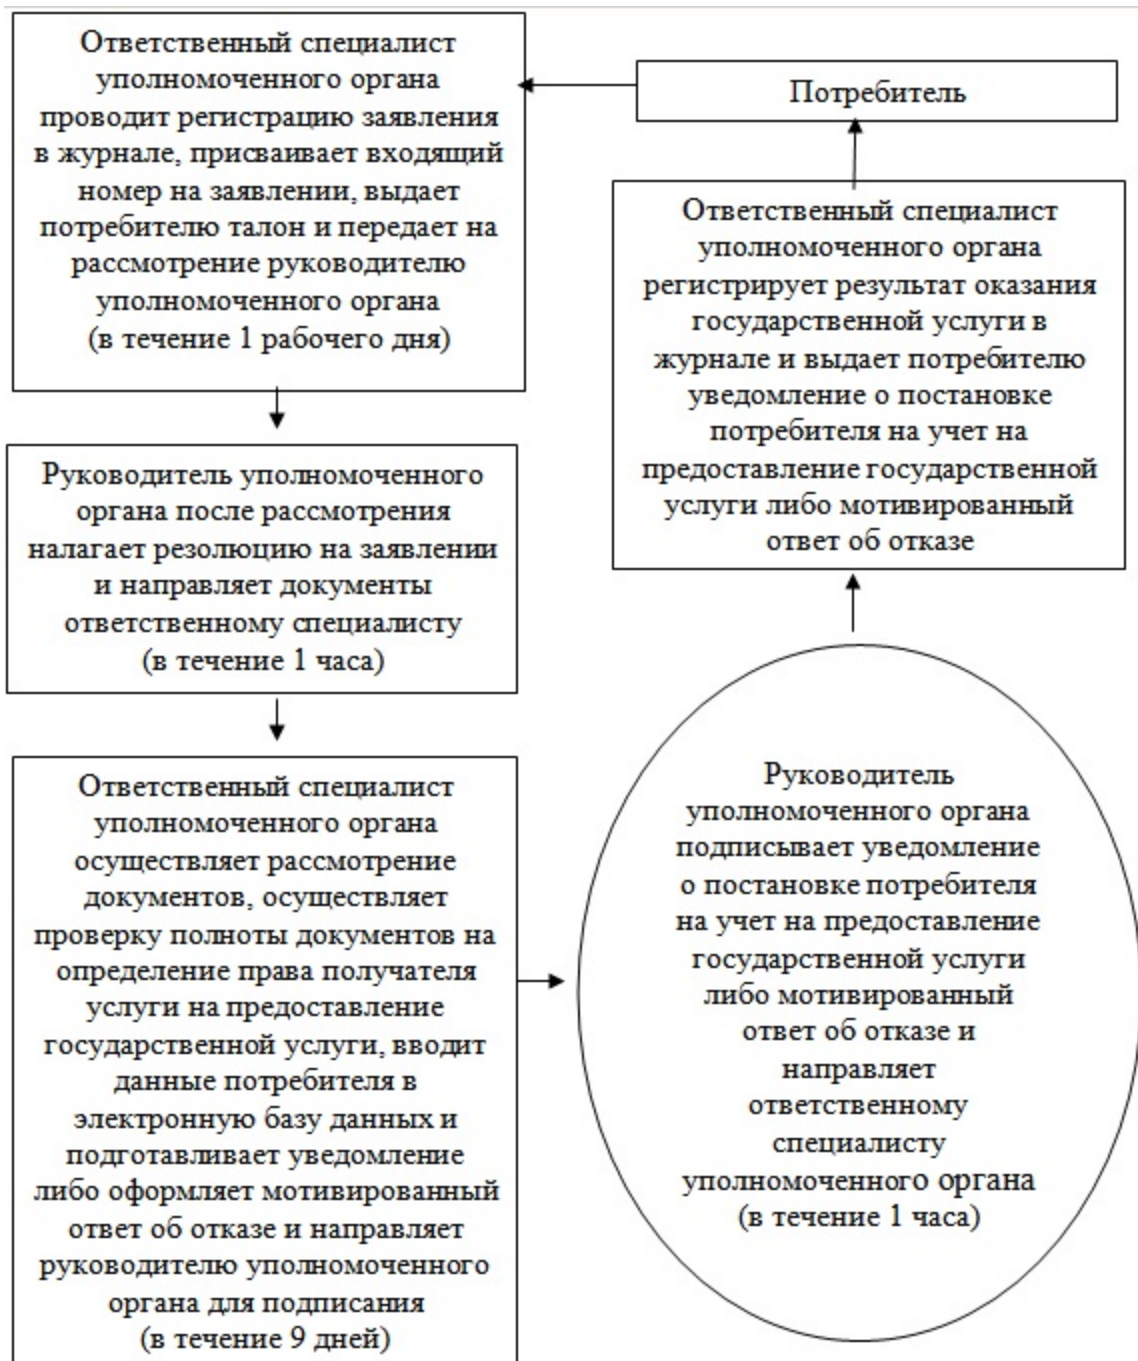 Потребитель
Ответственный специалист
уполномоченного органа
проводит регистрацию заявления
в журнале, присваивает входящий
номер на заявлении, выдает
потребителю талон и передает на
рассмотрение руководителю
уполномоченного органа
(в течение 1 рабочего дня)
Руководитель уполномоченного
органа после рассмотрения
налагает резолюцию на заявлении
и направляет документы
ответственному специалисту
(в течение 1 часа)
Ответственный специалист
уполномоченного органа
осуществляет рассмотрение
документов, осуществляет
проверку полноты документов на
определение права получателя
услуги на предоставление
государственной услуги, вводит
данные потребителя в
электронную базу данных и
подготавливает уведомление
либо оформляет мотивированный
ответ об отказе и направляет
руководителю уполномоченного
органа для подписания
(в течение 9 дней)
Руководитель
уполномоченного органа
подписывает уведомление
о постановке потребителя
на учет на предоставление
государственной услуги
либо мотивированный
ответ об отказе и
направляет
ответственному
специалисту
уполномоченного органа
(в течение 1 часа)
Ответственный специалист
уполномоченного органа
регистрирует результат оказания
государственной услуги в
журнале и выдает потребителю
уведомление о постановке
потребителя на учет на
предоставление государственной
услуги либо мотивированный
ответ об отказе